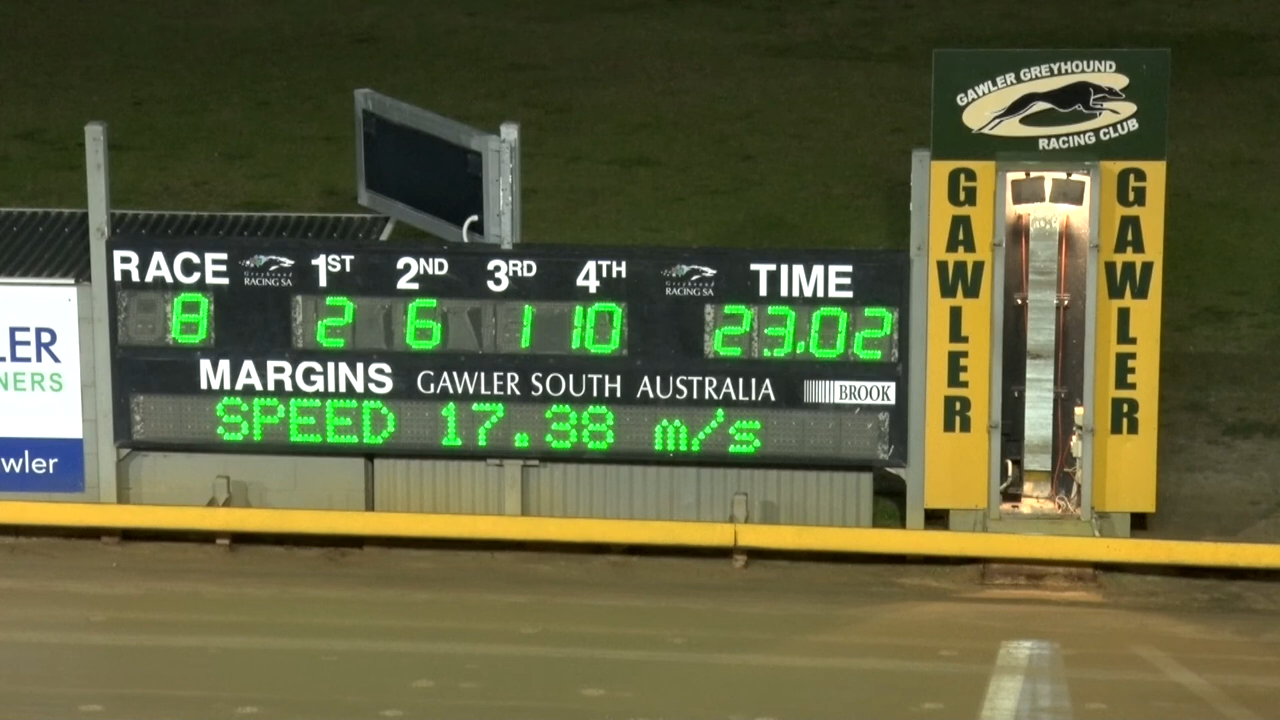 GAWLER GREYHOUND
RACING CLUB
GAWLER
GAWLER
RACE
Greyhound
RACING SA
1ST 2ND 3RD 4TH
Greyhound
RACING SA
TIME
8 2 6 1 10 23.02
MARGINS GAWLER SOUTH AUSTRALIA BROOK
SPEED 17.38 m/s
LER
NERS
wler